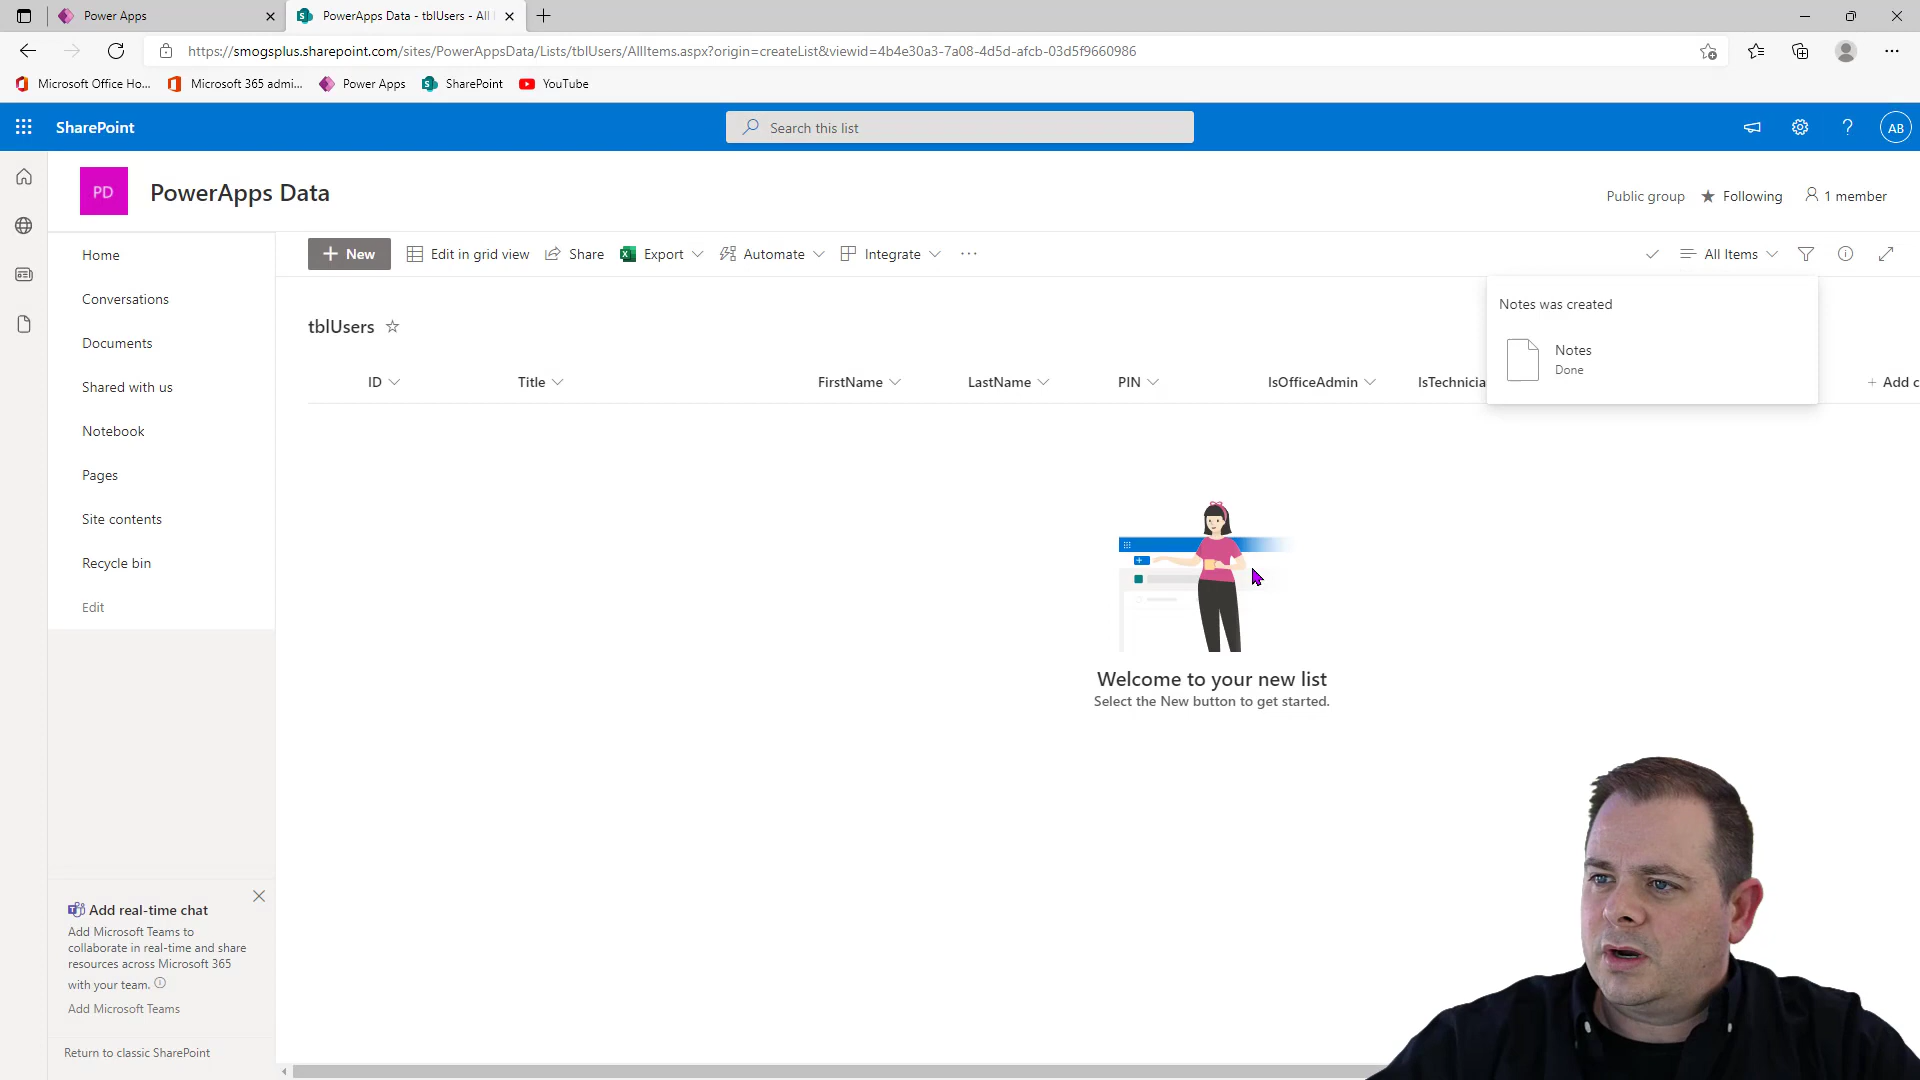 Power Apps
PowerApps Data - tblUsers - All
https://smogsplus.sharepoint.com/sites/PowerAppsData/Lists/tblUsers/AllItems.aspx?origin=createList&viewid=4b4e30a3-7a08-4d5d-afcb-03d5f9660986
Microsoft Office Ho...
Microsoft 365 admi...
Power Apps
SharePoint
YouTube
SharePoint
Search this list
AB
PD
PowerApps Data
Public group
Following
1 member
Home
Conversations
Documents
Shared with us
Notebook
Pages
Site contents
Recycle bin
Edit
New
Edit in grid view
Share
Export
Automate
Integrate
All Items
Notes was created
Notes
Done
tblUsers
ID
Title
FirstName
LastName
PIN
IsOfficeAdmin
IsTechnicia
+ Add c
Welcome to your new list
Select the New button to get started.
Add real-time chat
Add Microsoft Teams to
collaborate in real-time and share
resources across Microsoft 365
with your team.
Add Microsoft Teams
Return to classic SharePoint